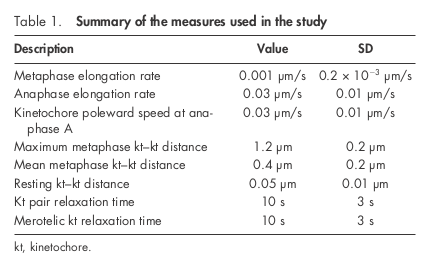 Table 1. Summary of the measures used in the study
Description Value SD
Metaphase elongation rate 0.001 µm/s 0.2 × 10⁻³ µm/s
Anaphase elongation rate 0.03 µm/s 0.01 µm/s
Kinetochore poleward speed at ana- 0.03 µm/s 0.01 µm/s
phase A
Maximum metaphase kt–kt distance 1.2 µm 0.2 µm
Mean metaphase kt–kt distance 0.4 µm 0.2 µm
Resting kt–kt distance 0.05 µm 0.01 µm
Kt pair relaxation time 10 s 3 s
Merotelic kt relaxation time 10 s 3 s
kt, kinetochore.